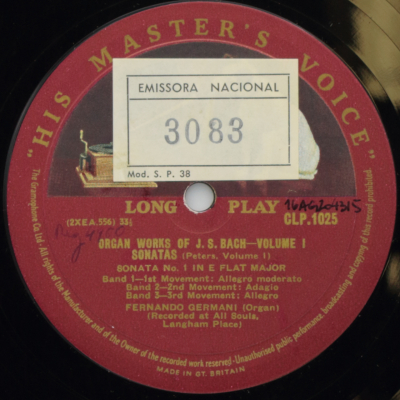 "HIS MASTER'S VOICE"
EMISSORA NACIONAL
3083
Mod. S. P. 38
LONG PLAY
16AG204315
(2XEA.556) 33⅓
CLP.1025
ORGAN WORKS OF J. S. BACH—VOLUME I
SONATAS (Peters, Volume 1)
SONATA No. 1 IN E FLAT MAJOR
Band 1—1st Movement: Allegro moderato
Band 2—2nd Movement: Adagio
Band 3—3rd Movement: Allegro
FERNANDO GERMANI (Organ)
(Recorded at All Souls,
Langham Place)
The Gramophone Co. Ltd. All rights of the Manufacturer and of the Owner of the recorded work reserved-Unauthorised public performance, broadcasting and copying of this record prohibited.
MADE IN GT. BRITAIN